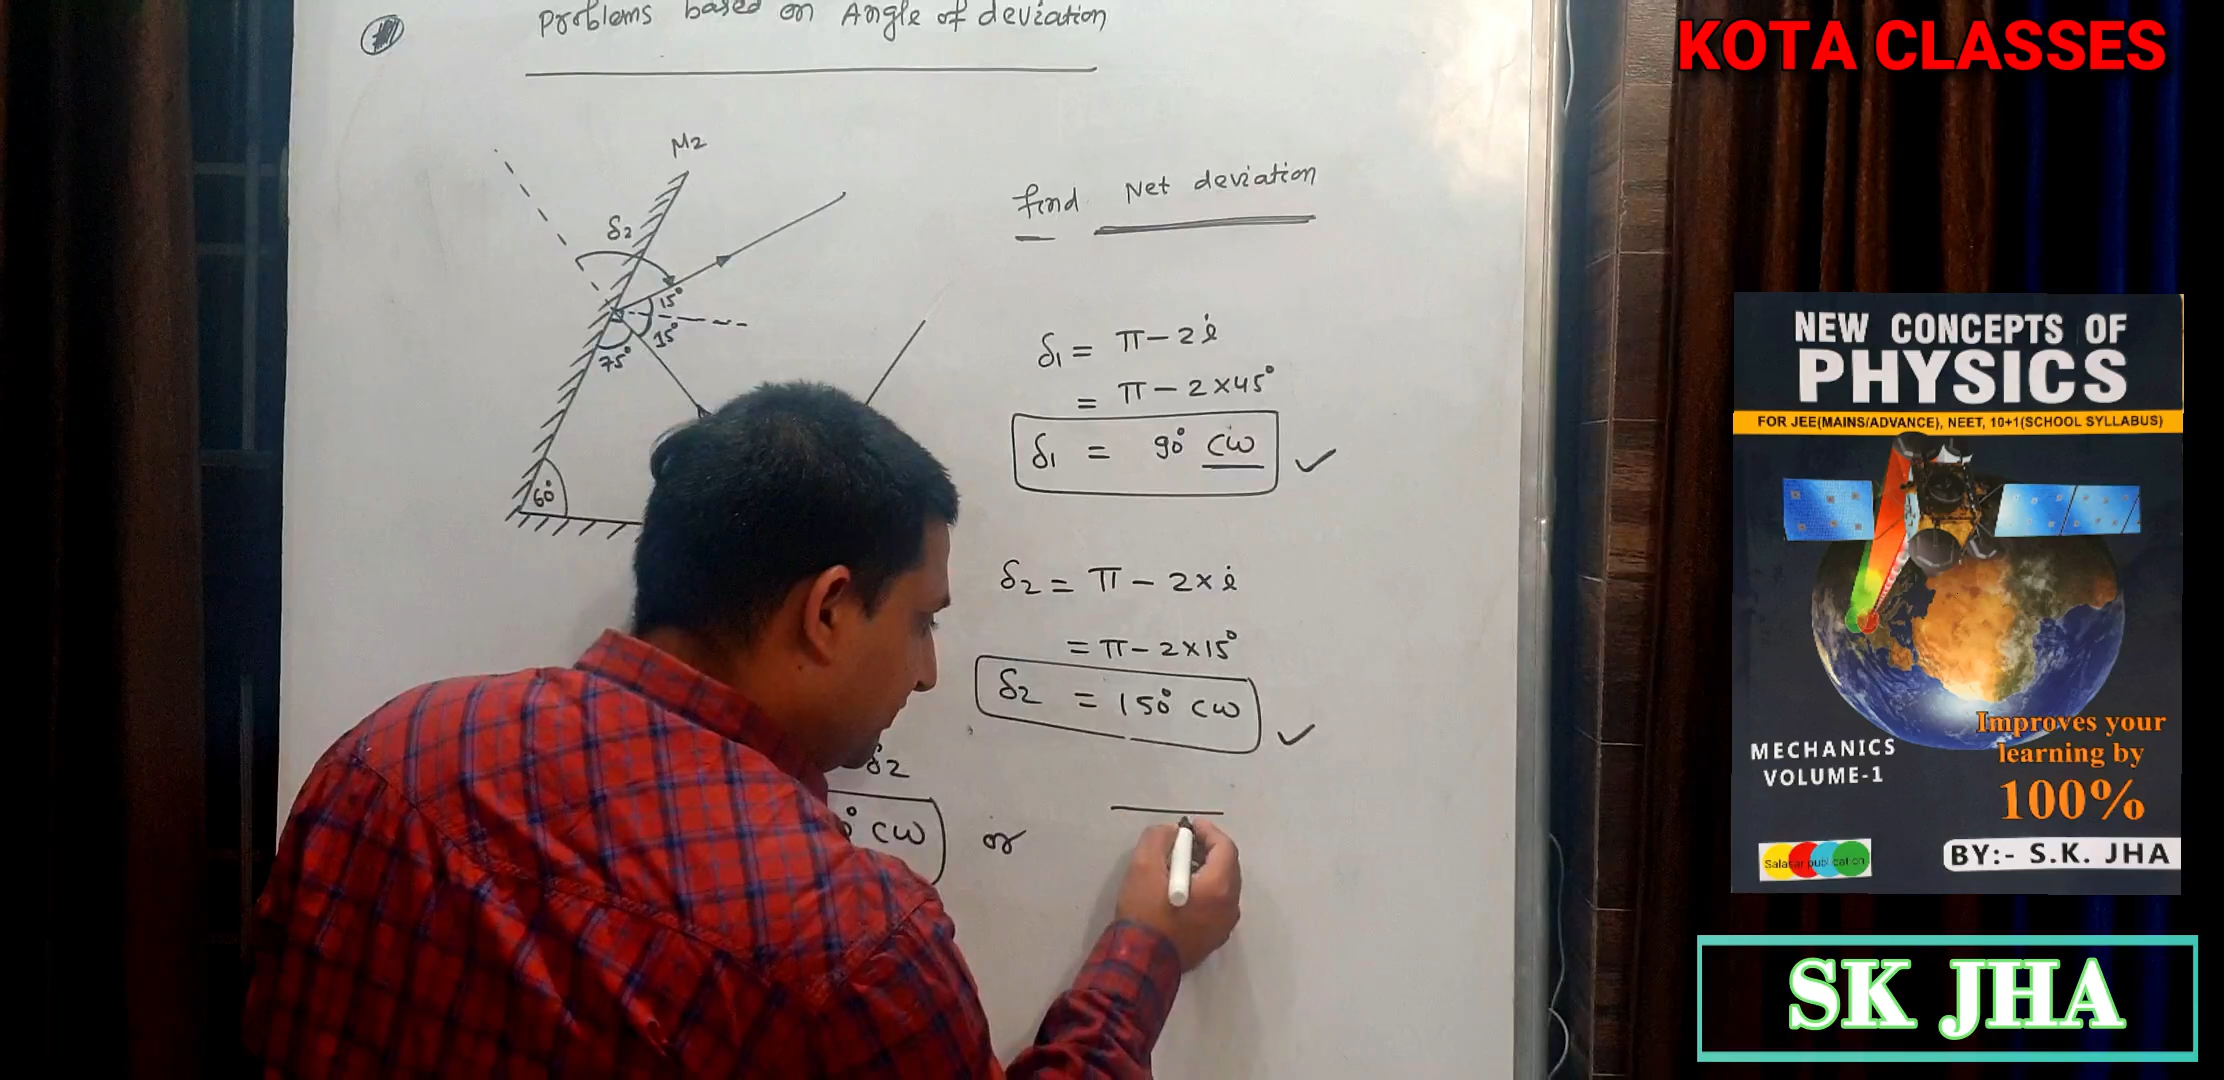 Problems based on Angle of deviation
M2
δ2
15°
15°
75°
60°
find Net deviation
δ1 = π - 2i
= π - 2×45°
δ1 = 90° CW ✓
δ2 = π - 2×i
= π - 2×15°
δ2 = 150° CW ✓
δ2
° CW or
KOTA CLASSES
NEW CONCEPTS OF
PHYSICS
FOR JEE(MAINS/ADVANCE), NEET, 10+1(SCHOOL SYLLABUS)
Improves your
learning by
100%
MECHANICS
VOLUME-1
Salasar publication
BY:- S.K. JHA
SK JHA